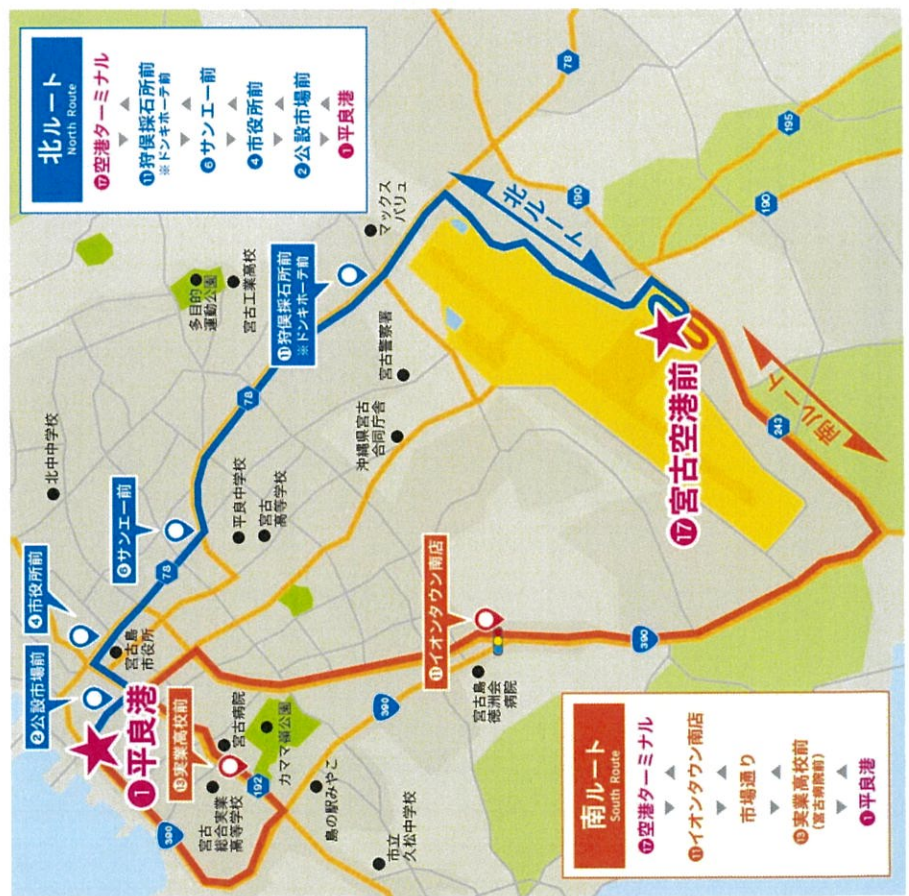 北ルート
North Route
⑰空港ターミナル
⑪狩俣採石所前
※ドンキホーテ前
⑥サンエー前
④市役所前
②公設市場前
①平良港
南ルート
South Route
⑰空港ターミナル
⑪イオンタウン南店
市場通り
⑬実業高校前
(宮古病院前)
①平良港
②公設市場前
④市役所前
⑥サンエー前
⑪狩俣採石所前
※ドンキホーテ前
①平良港
⑬実業高校前
⑪イオンタウン南店
⑰宮古空港前
北ルート
南ルート
北中中学校
多目的
運動公園
宮古工業高校
マックス
バリュ
宮古警察署
沖縄県宮古
合同庁舎
平良中学校
宮古
高等学校
宮古島
市役所
宮古病院
カママ嶺公園
宮古
総合実業
高等学校
島の駅みやこ
市立
久松中学校
宮古島
徳洲会
病院
78
78
78
190
190
195
243
390
390
390
192